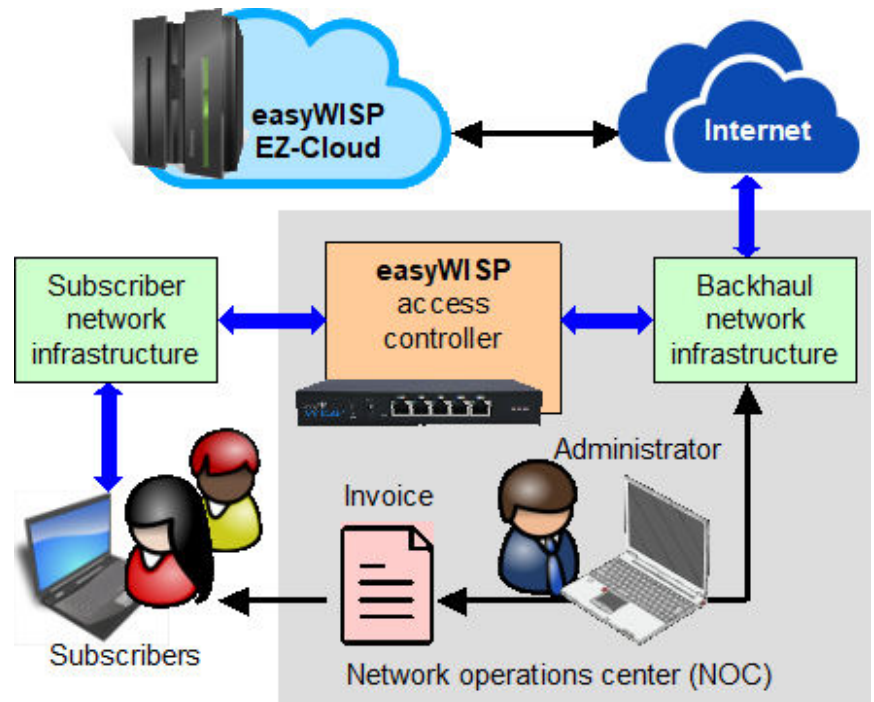 easyWISP
EZ-Cloud
Internet
Subscriber
network
infrastructure
easyWISP
access
controller
Backhaul
network
infrastructure
Administrator
Invoice
Subscribers
Network operations center (NOC)